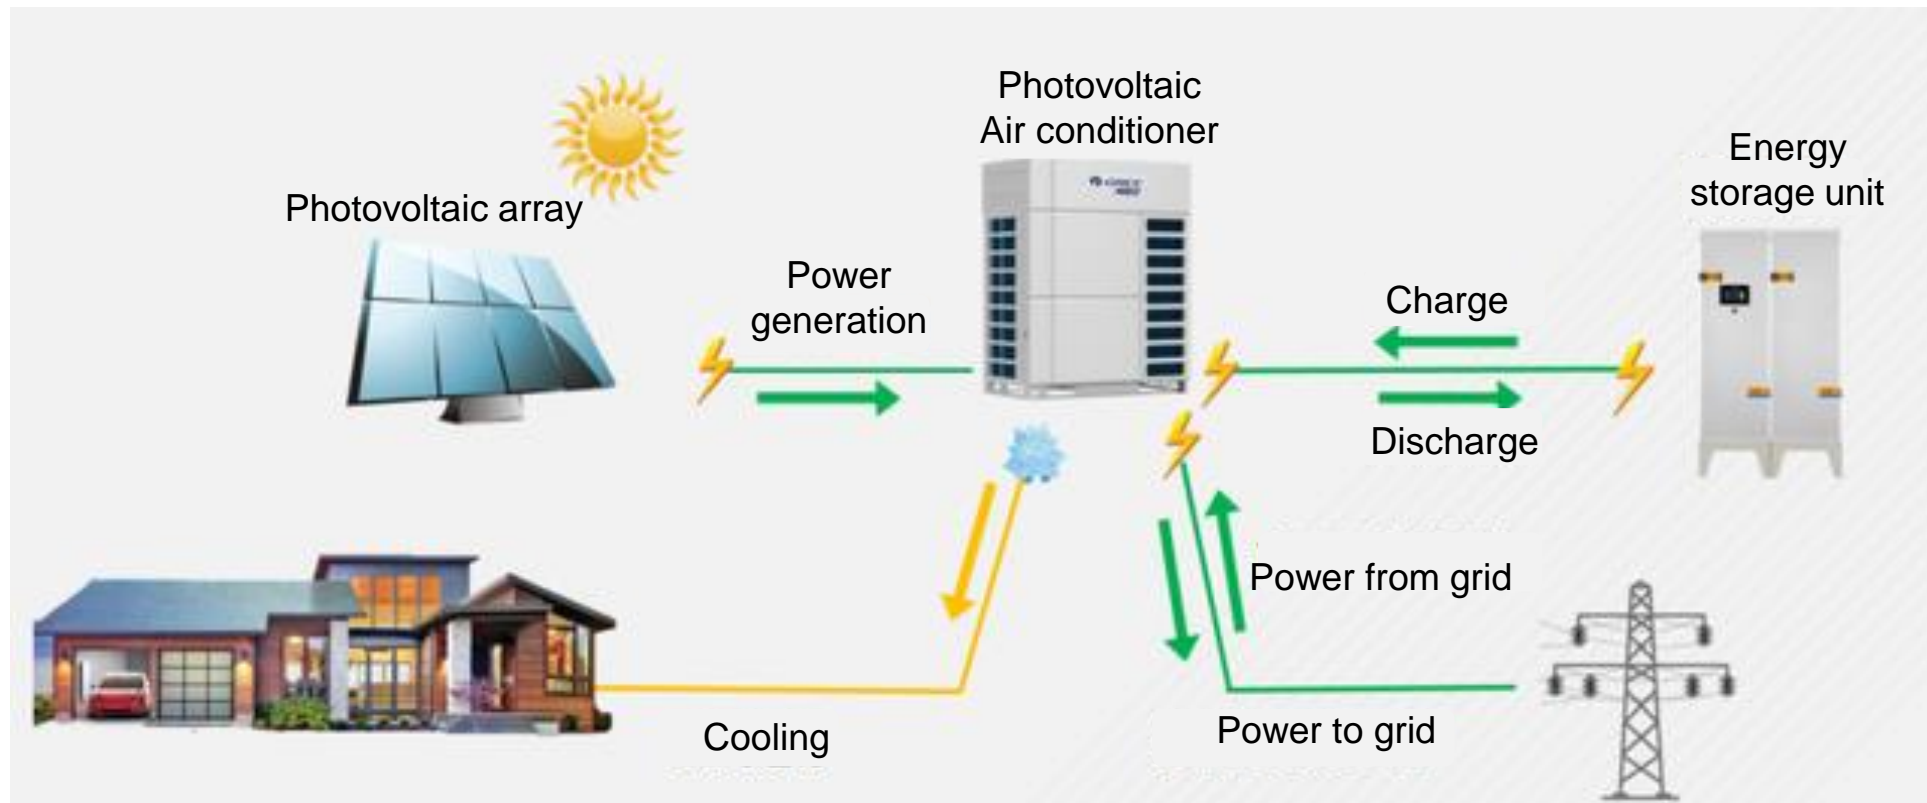 Photovoltaic
Air conditioner
Energy
storage unit
Photovoltaic array
Power
generation
Charge
Discharge
Power from grid
Power to grid
Cooling